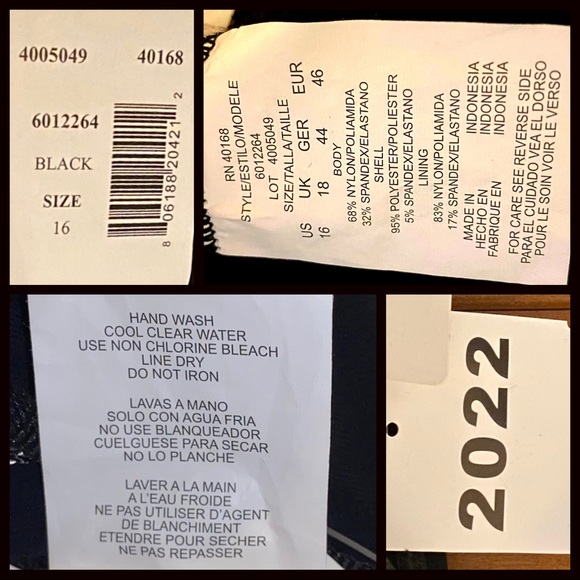 4005049 40168
6012264
BLACK
SIZE
16
8 06188 20421 2
RN 40168
STYLE/ESTILO/MODELE
6012264
LOT 4005049
SIZE/TALLA/TAILLE
US UK GER EUR
16 18 44 46
BODY
68% NYLON/POLIAMIDA
32% SPANDEX/ELASTANO
SHELL
95% POLYESTER/POLIESTER
5% SPANDEX/ELASTANO
LINING
83% NYLON/POLIAMIDA
17% SPANDEX/ELASTANO
MADE IN INDONESIA
HECHO EN INDONESIA
FABRIQUE EN INDONESIA
FOR CARE SEE REVERSE SIDE
PARA EL CUIDADO VEA EL DORSO
POUR LE SOIN VOIR LE VERSO
HAND WASH
COOL CLEAR WATER
USE NON CHLORINE BLEACH
LINE DRY
DO NOT IRON
LAVAS A MANO
SOLO CON AGUA FRIA
NO USE BLANQUEADOR
CUELGUESE PARA SECAR
NO LO PLANCHE
LAVER A LA MAIN
A L'EAU FROIDE
NE PAS UTILISER D'AGENT
DE BLANCHIMENT
ETENDRE POUR SECHER
NE PAS REPASSER
2022